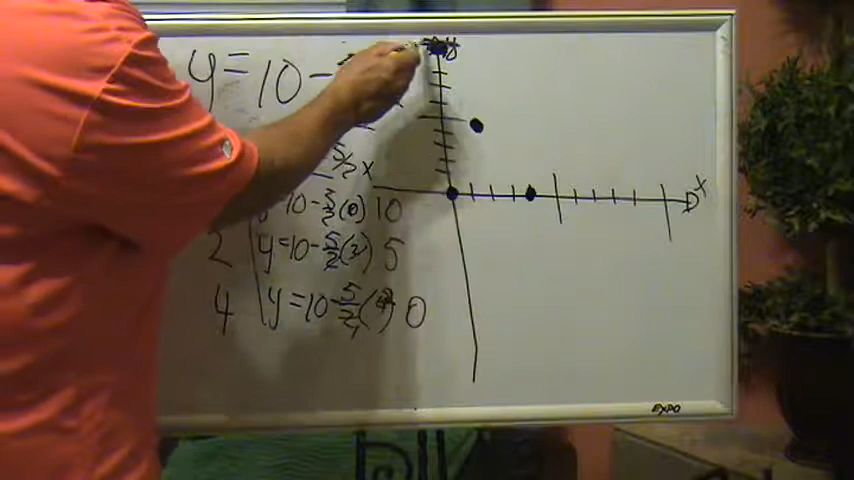 y = 10 -
y
5/2 x
10-5/2(0) 10
x
2 y=10-5/2(2) 5
4 y=10-5/2(4) 0
EXPO